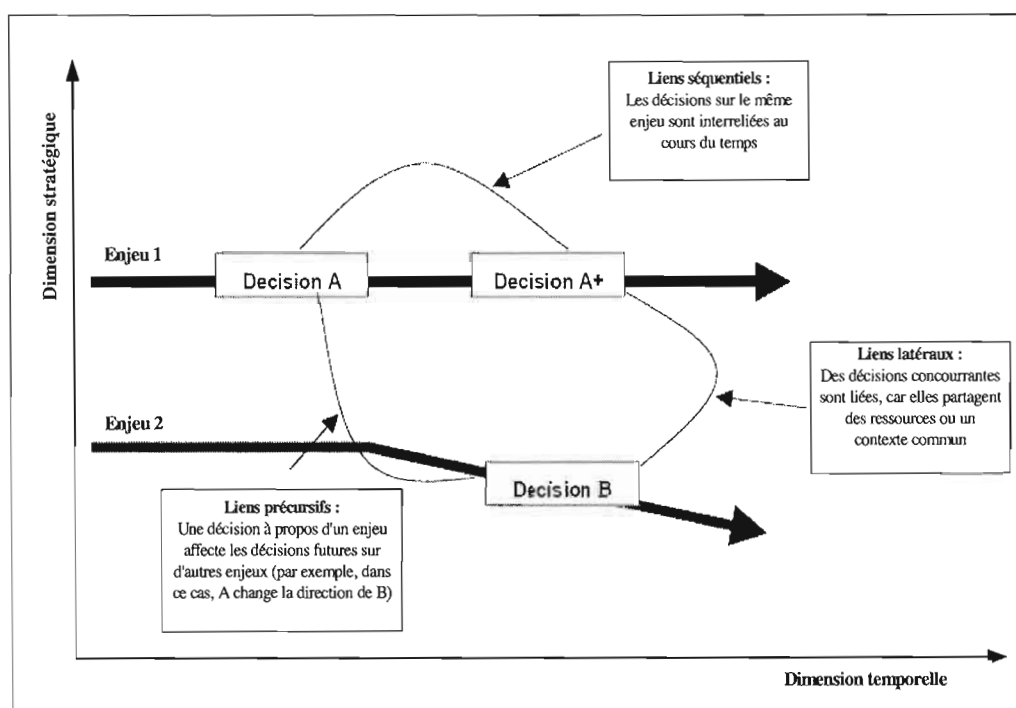 Dimension stratégique
Liens séquentiels :
Les décisions sur le même
enjeu sont interreliées au
cours du temps
Enjeu 1
Decision A
Decision A+
Liens latéraux :
Des décisions concourrantes
sont liées, car elles partagent
des ressources ou un
contexte commun
Enjeu 2
Decision B
Liens précursifs :
Une décision à propos d'un enjeu
affecte les décisions futures sur
d'autres enjeux (par exemple, dans
ce cas, A change la direction de B)
Dimension temporelle